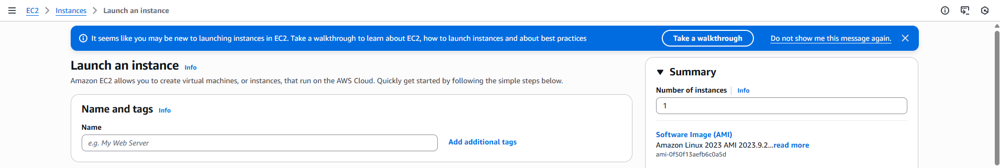 EC2 > Instances > Launch an instance
It seems like you may be new to launching instances in EC2. Take a walkthrough to learn about EC2, how to launch instances and about best practices
Take a walkthrough
Do not show me this message again.
Launch an instance Info
Amazon EC2 allows you to create virtual machines, or instances, that run on the AWS Cloud. Quickly get started by following the simple steps below.
Name and tags Info
Name
e.g. My Web Server
Add additional tags
Summary
Number of instances Info
1
Software Image (AMI)
Amazon Linux 2023 AMI 2023.9.2...read more
ami-0f50f13aefb6c0a5d